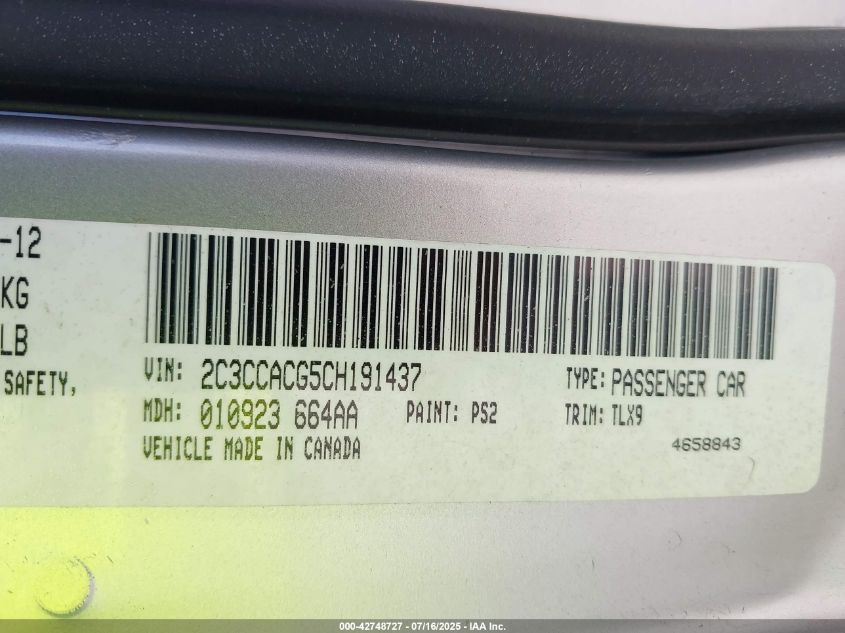 -12
KG
LB
SAFETY,
VIN: 2C3CCACG5CH191437 TYPE: PASSENGER CAR
MDH: 010923 664AA PAINT: PS2 TRIM: TLX9
VEHICLE MADE IN CANADA 4658843
000-42748727 - 07/16/2025 - IAA Inc.